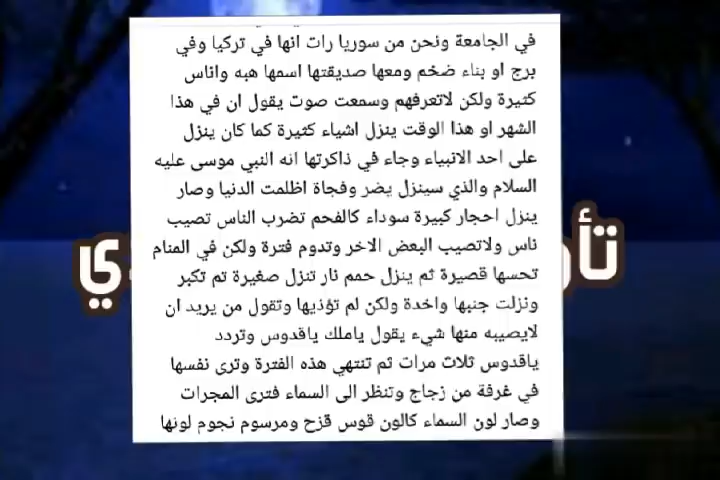 في الجامعة ونحن من سوريا رات انها في تركيا وفي
برج او بناء ضخم ومعها صديقتها اسمها هبه واناس
كثيرة ولكن لاتعرفهم وسمعت صوت يقول ان في هذا
الشهر او هذا الوقت ينزل اشياء كثيرة كما كان ينزل
على احد الانبياء وجاء في ذاكرتها انه النبي موسى عليه
السلام والذي سينزل يضر وفجاة اظلمت الدنيا وصار
ينزل احجار كبيرة سوداء كالفحم تضرب الناس تصيب
ناس ولاتصيب البعض الاخر وتدوم فترة ولكن في المنام
تحسها قصيرة ثم ينزل حمم نار تنزل صغيرة تم تكبر
ونزلت جنبها واخدة ولكن لم تؤذيها وتقول من يريد ان
لايصيبه منها شيء يقول ياملك ياقدوس وتردد
ياقدوس ثلاث مرات ثم تنتهي هذه الفترة وترى نفسها
في غرفة من زجاج وتنظر الى السماء فترى المجرات
وصار لون السماء كالون قوس قزح ومرسوم نجوم لونها